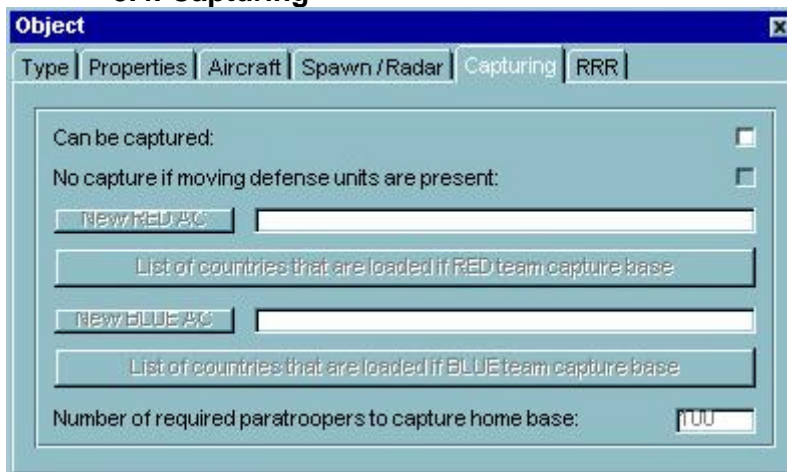 Capturing
Object
Type Properties Aircraft Spawn / Radar Capturing RRR
Can be captured:
No capture if moving defense units are present:
New RED AC
List of countries that are loaded if RED team capture base
New BLUE AC
List of countries that are loaded if BLUE team capture base
Number of required paratroopers to capture home base: 100